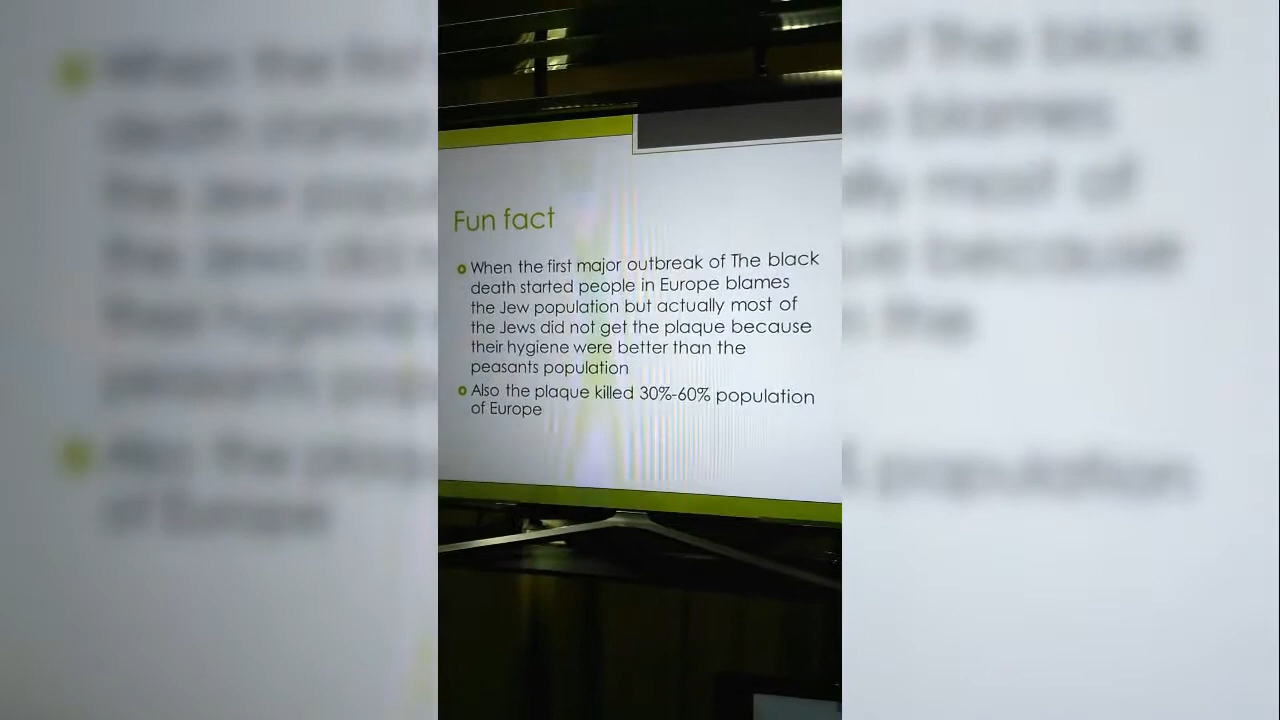 Fun fact
When the first major outbreak of The black
death started people in Europe blames
the Jew population but actually most of
the Jews did not get the plaque because
their hygiene were better than the
peasants population
Also the plaque killed 30%-60% population
of Europe